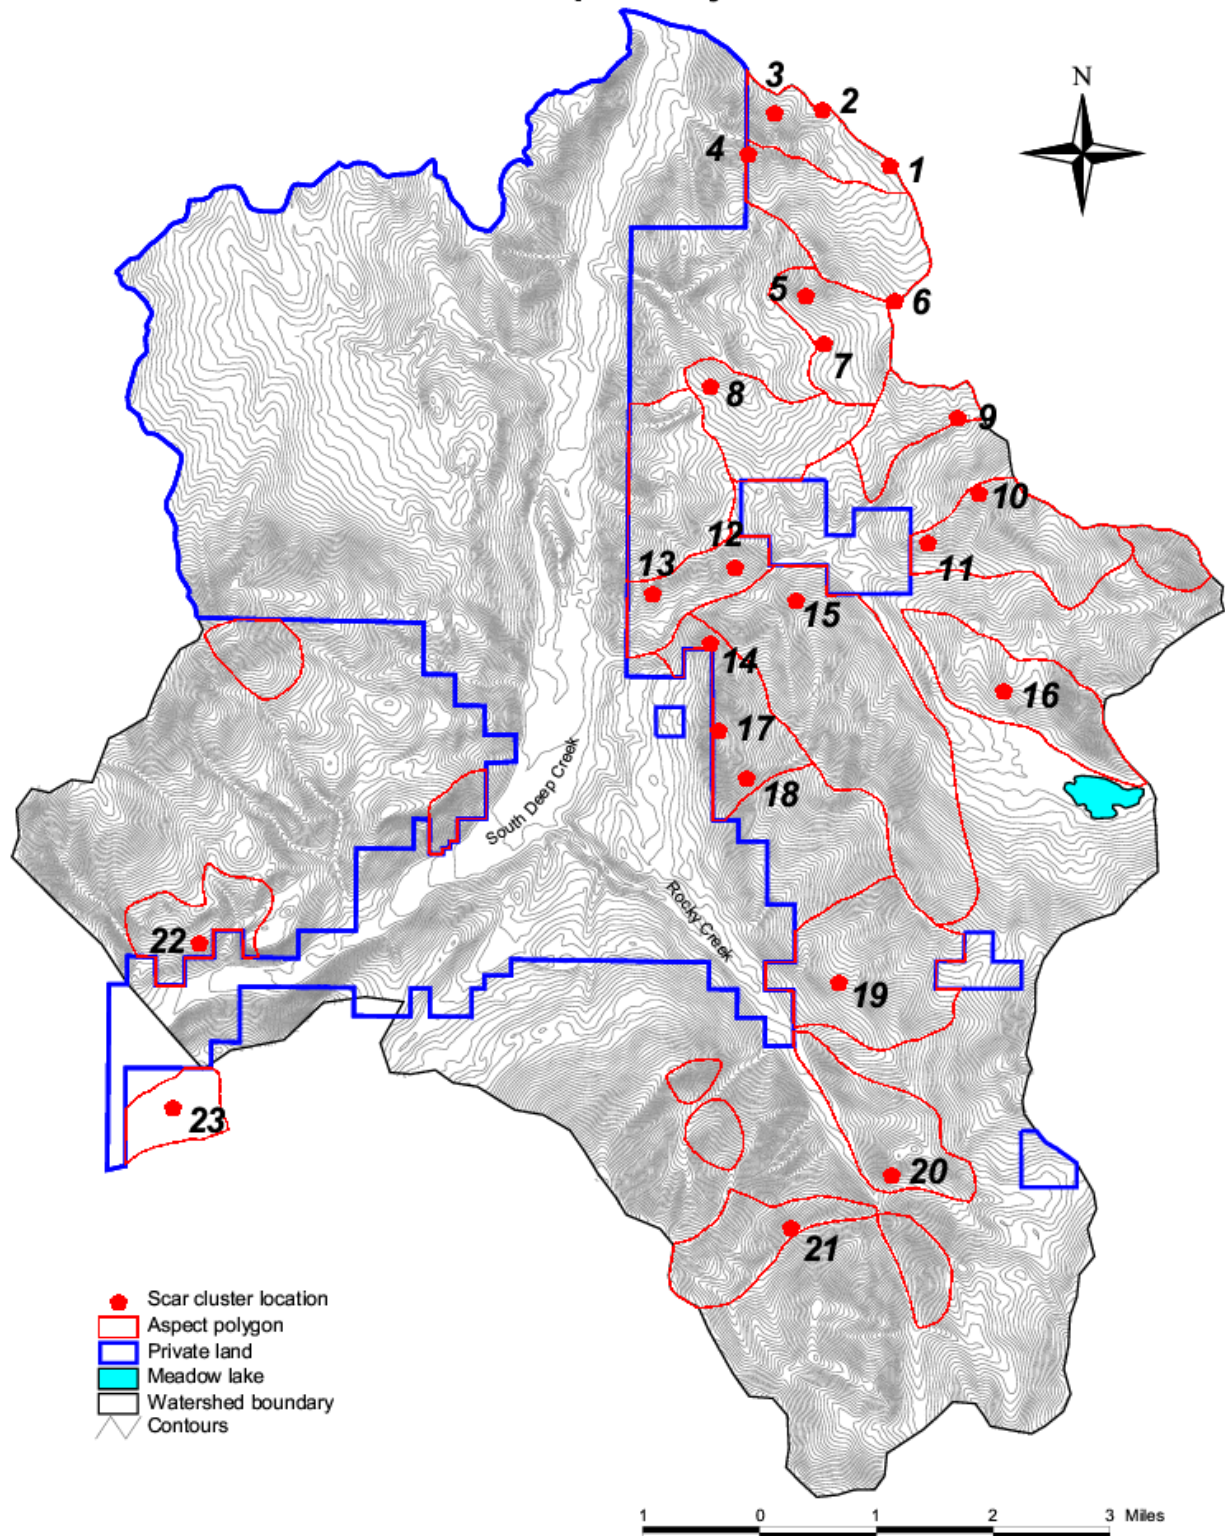 N
3
2
4
1
5
6
7
8
9
10
12
11
13
15
14
16
17
South Deep Creek
18
Rocky Creek
22
19
23
20
21
Scar cluster location
Aspect polygon
Private land
Meadow lake
Watershed boundary
Contours
1 0 1 2 3 Miles